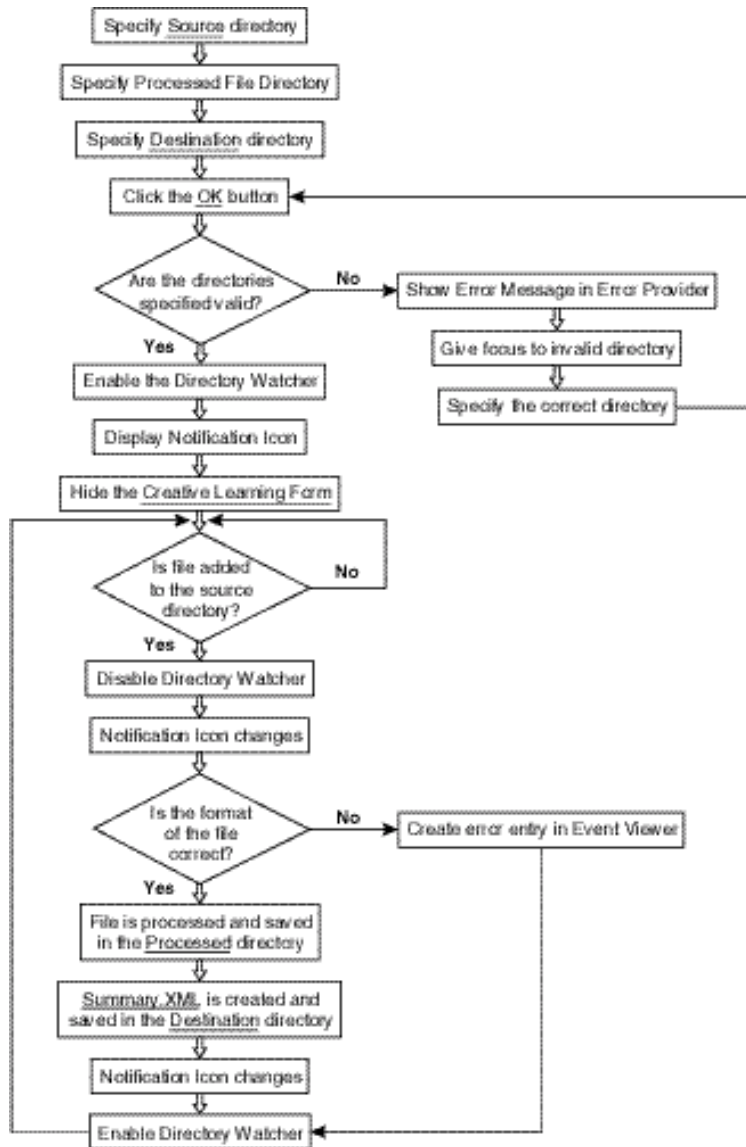 Specify Source directory
Specify Processed File Directory
Specify Destination directory
Click the OK button
Are the directories
specified valid?
No
Show Error Message in Error Provider
Give focus to invalid directory
Specify the correct directory
Yes
Enable the Directory Watcher
Display Notification Icon
Hide the Creative Learning Form
Is file added
to the source
directory?
No
Yes
Disable Directory Watcher
Notification Icon changes
Is the format
of the file
correct?
No
Create error entry in Event Viewer
Yes
File is processed and saved
in the Processed directory
Summary.XML is created and
saved in the Destination directory
Notification Icon changes
Enable Directory Watcher